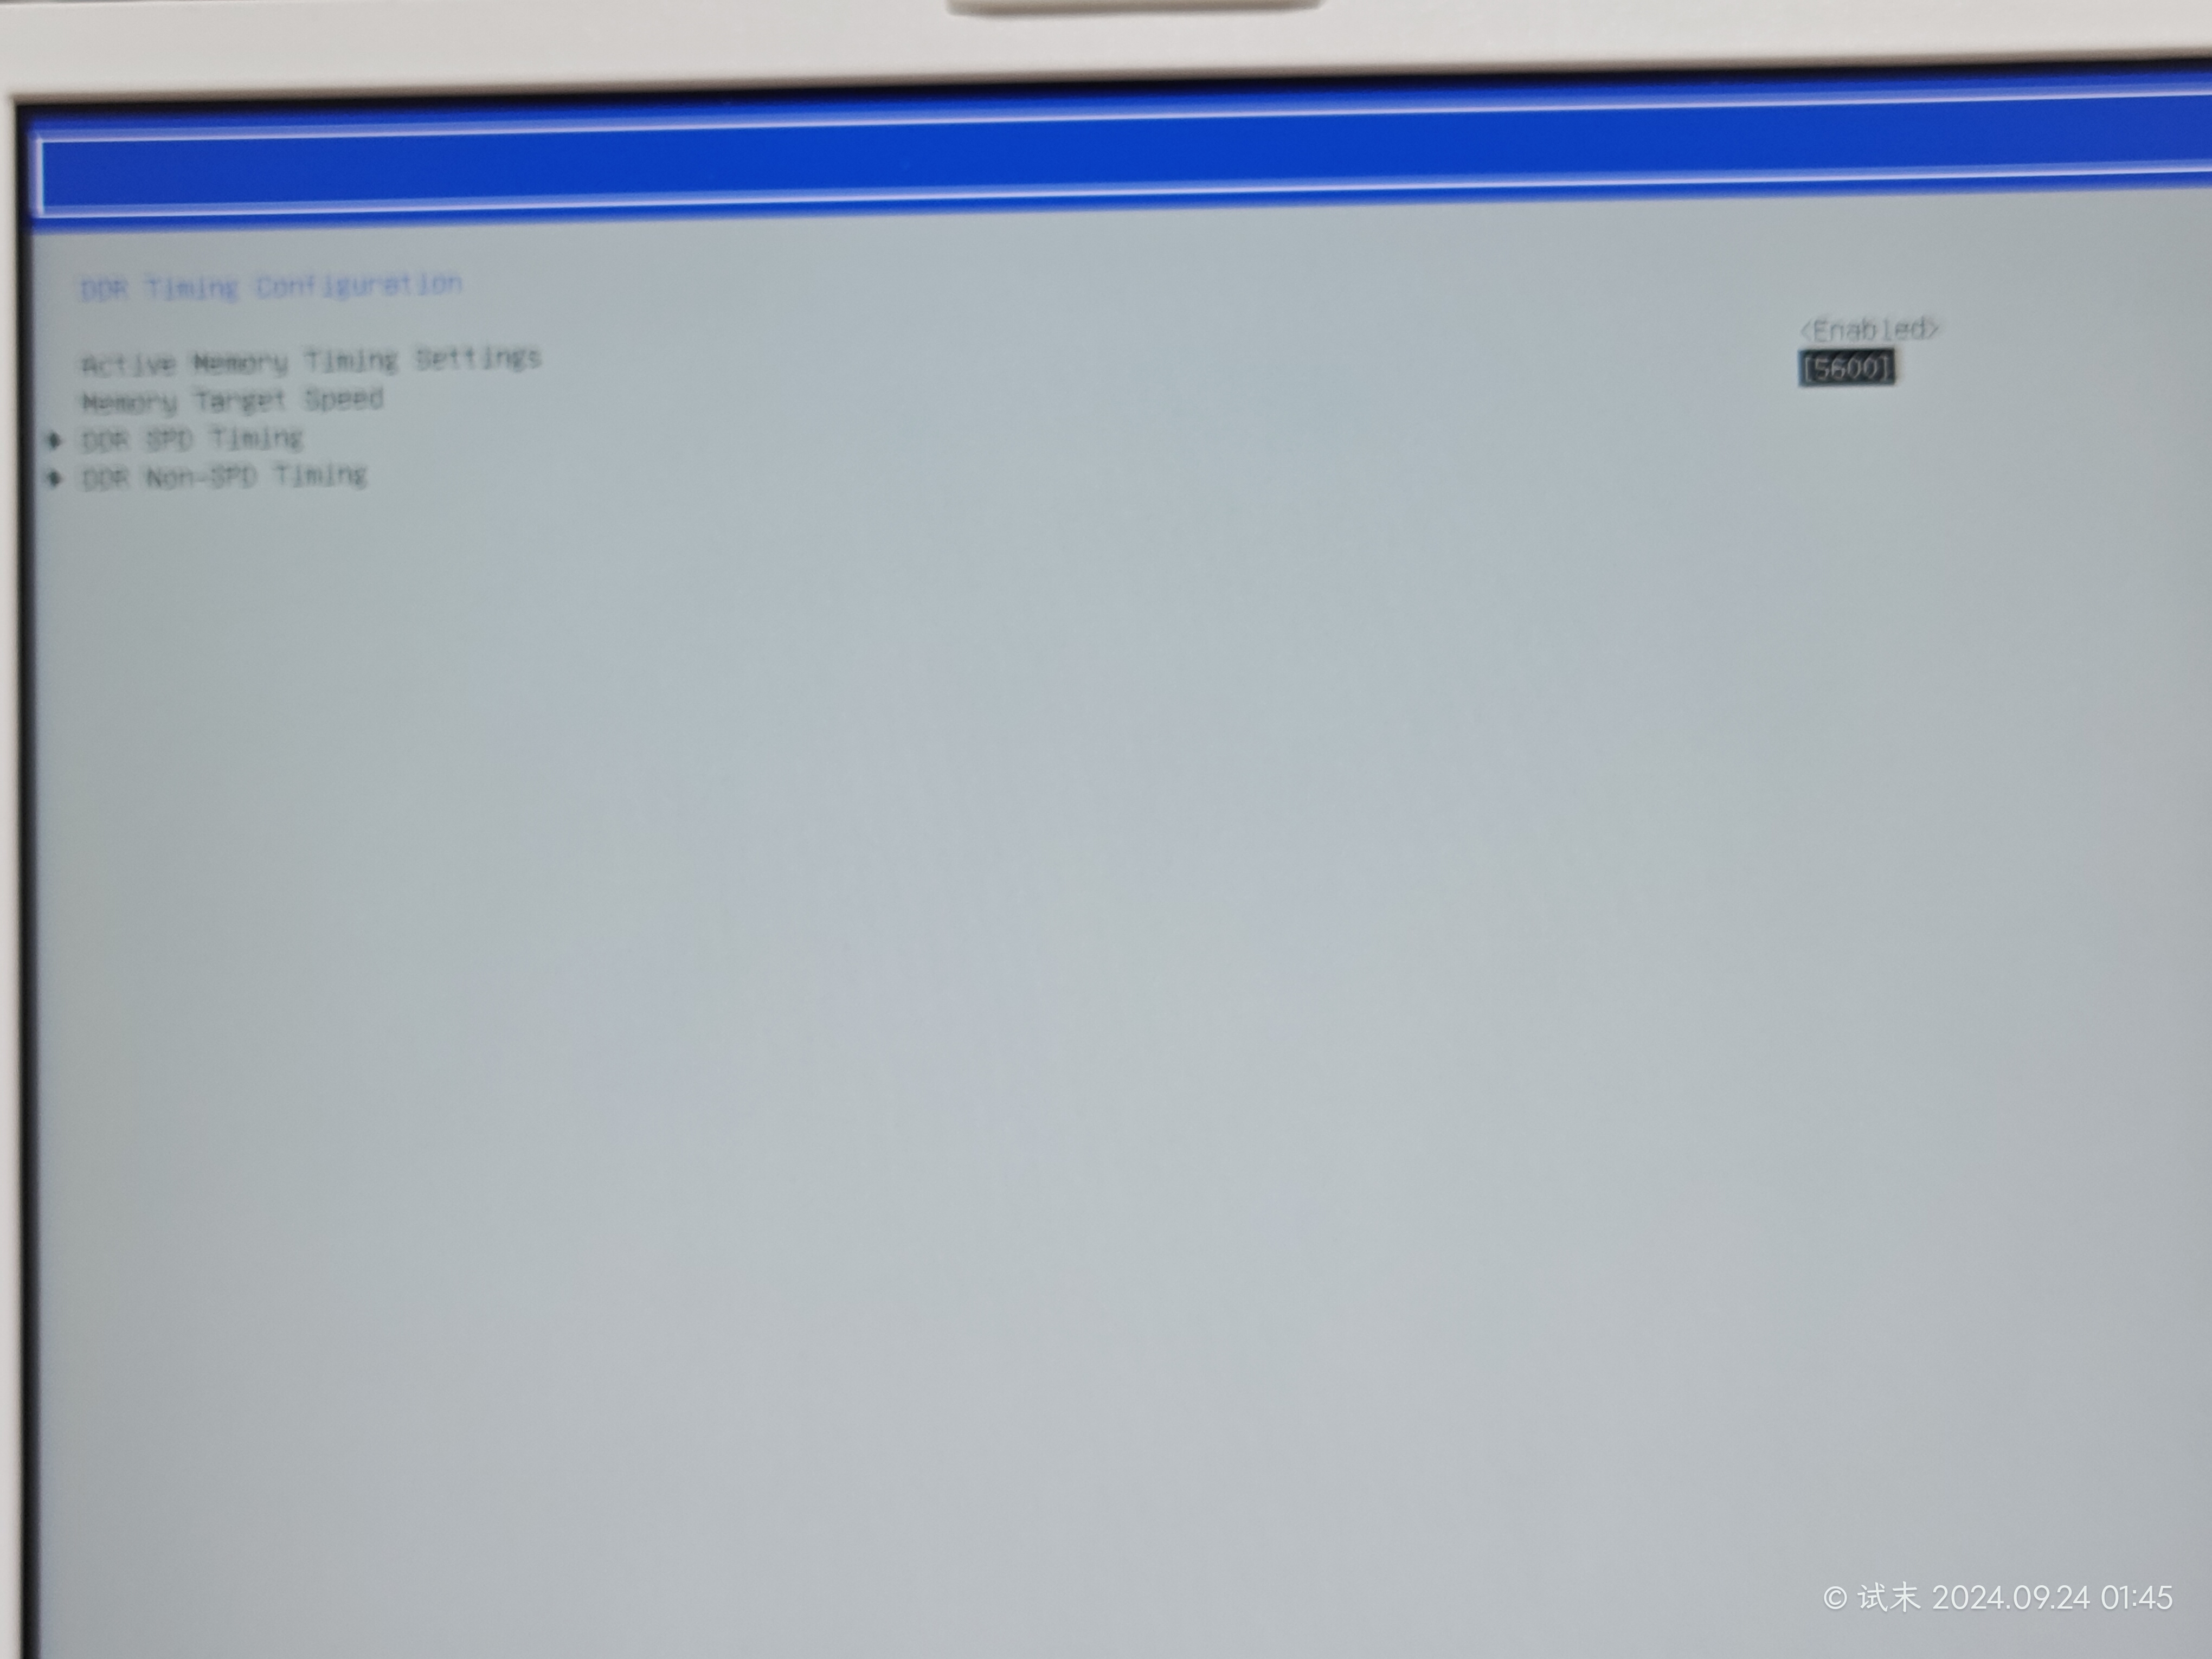 DDR Timing Configuration
Active Memory Timing Settings <Enabled>
Memory Target Speed [5600]
DDR SPD Timing
DDR Non-SPD Timing
© 试末 2024.09.24 01:45